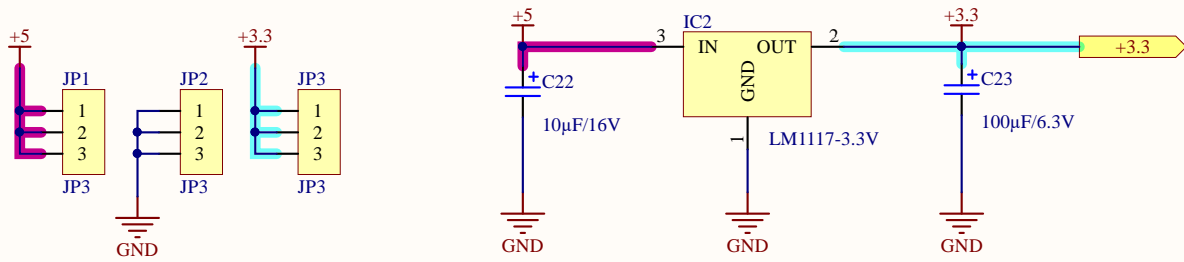 +5
JP1
1
2
3
JP3
JP2
1
2
3
JP3
GND
+3.3
JP3
1
2
3
JP3
+5
+ C22
10µF/16V
GND
IC2
3 IN OUT 2
GND
1
LM1117-3.3V
GND
+3.3
+ C23
100µF/6.3V
GND
+3.3